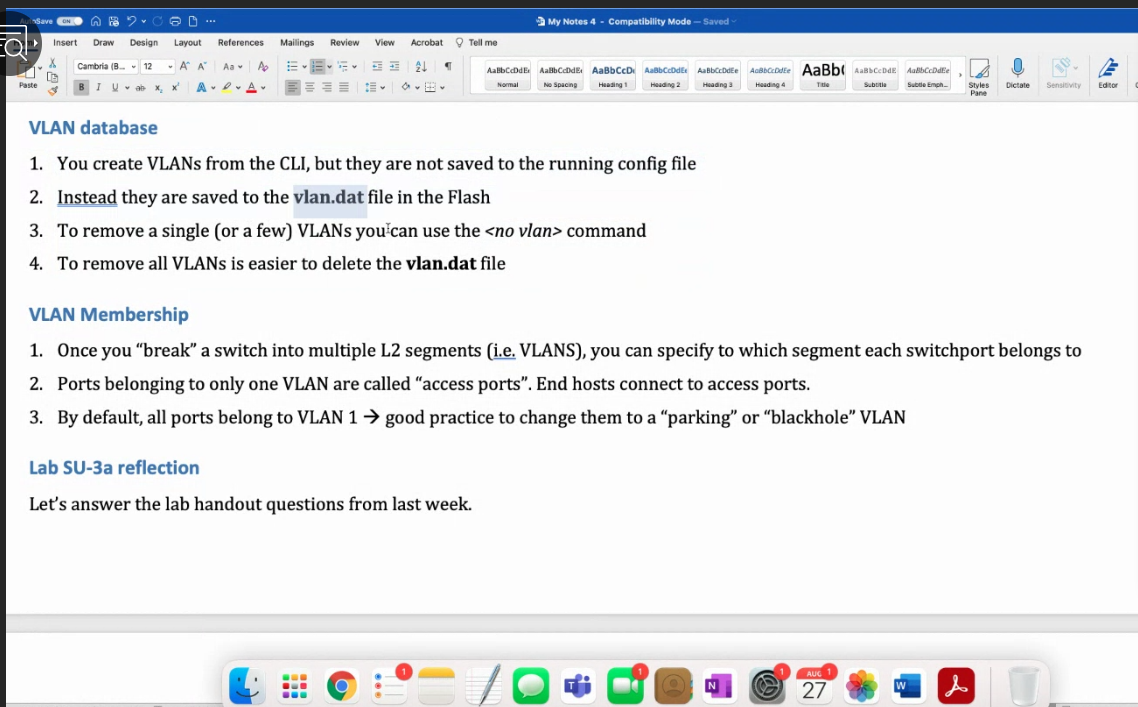 AutoSave ON My Notes 4 - Compatibility Mode — Saved
Insert Draw Design Layout References Mailings Review View Acrobat Tell me
Paste Cambria (B... 12 A A Aa A AaBbCcDdEe AaBbCcDdEe AaBbCcDc AaBbCcDdEe AaBbCcDdEe AaBbCcDdEe AaBb( AaBbCcDdE AaBbCcDdEe
B I U ab x x A A Normal No Spacing Heading 1 Heading 2 Heading 3 Heading 4 Title Subtitle Subtle Emph... Styles Pane Dictate Sensitivity Editor
VLAN database
1. You create VLANs from the CLI, but they are not saved to the running config file
2. Instead they are saved to the vlan.dat file in the Flash
3. To remove a single (or a few) VLANs you can use the <no vlan> command
4. To remove all VLANs is easier to delete the vlan.dat file
VLAN Membership
1. Once you “break” a switch into multiple L2 segments (i.e. VLANS), you can specify to which segment each switchport belongs to
2. Ports belonging to only one VLAN are called “access ports”. End hosts connect to access ports.
3. By default, all ports belong to VLAN 1 → good practice to change them to a “parking” or “blackhole” VLAN
Lab SU-3a reflection
Let’s answer the lab handout questions from last week.
1 1 1 AUG 1
27